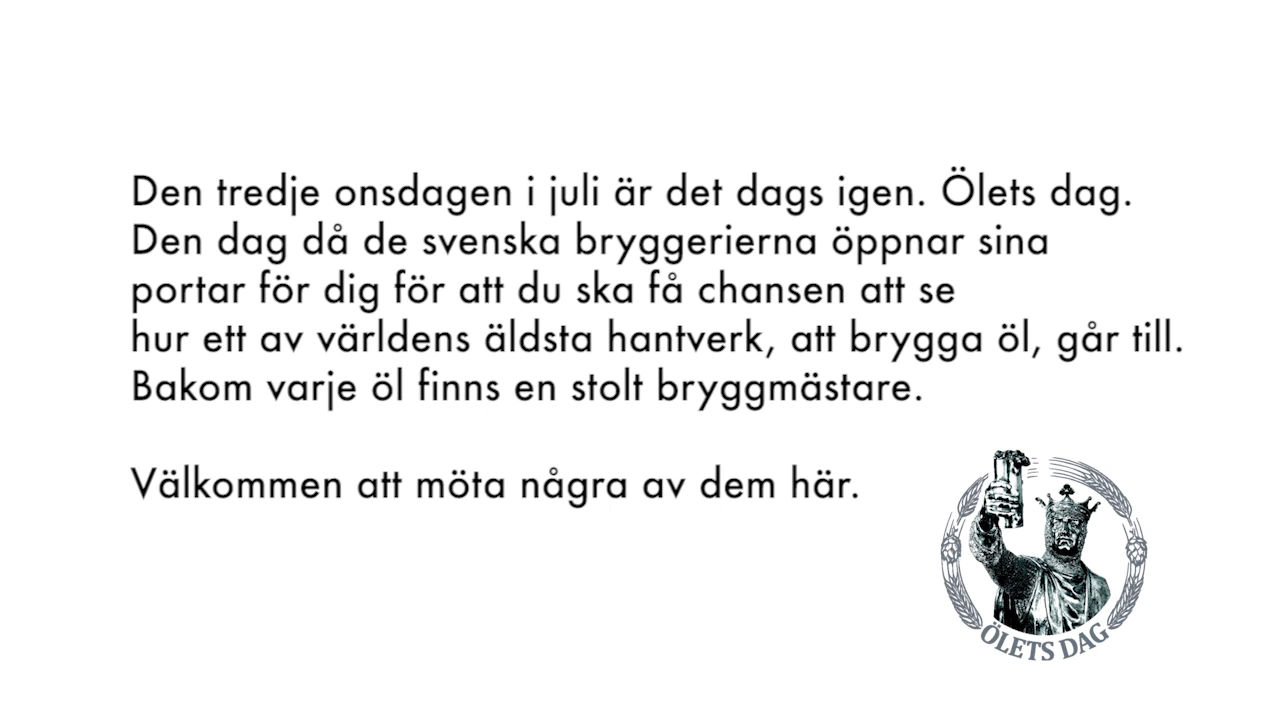 Den tredje onsdagen i juli är det dags igen. Ölets dag.
Den dag då de svenska bryggerierna öppnar sina
portar för dig för att du ska få chansen att se
hur ett av världens äldsta hantverk, att brygga öl, går till.
Bakom varje öl finns en stolt bryggmästare.
Välkommen att möta några av dem här.
ÖLETS DAG